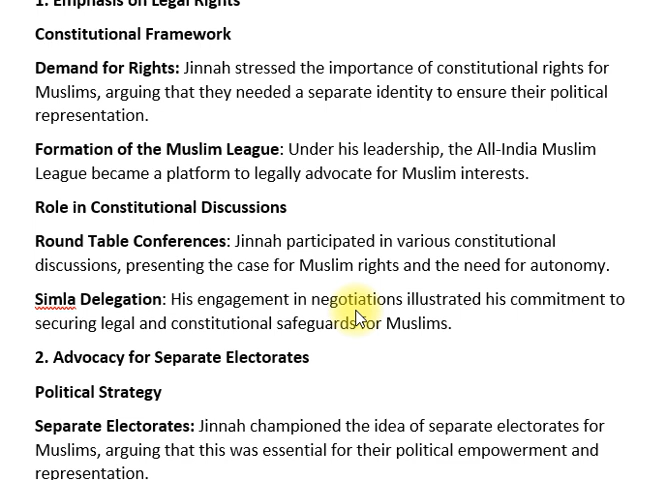 1. Emphasis on Legal Rights
Constitutional Framework
Demand for Rights: Jinnah stressed the importance of constitutional rights for
Muslims, arguing that they needed a separate identity to ensure their political
representation.
Formation of the Muslim League: Under his leadership, the All-India Muslim
League became a platform to legally advocate for Muslim interests.
Role in Constitutional Discussions
Round Table Conferences: Jinnah participated in various constitutional
discussions, presenting the case for Muslim rights and the need for autonomy.
Simla Delegation: His engagement in negotiations illustrated his commitment to
securing legal and constitutional safeguards for Muslims.
2. Advocacy for Separate Electorates
Political Strategy
Separate Electorates: Jinnah championed the idea of separate electorates for
Muslims, arguing that this was essential for their political empowerment and
representation.